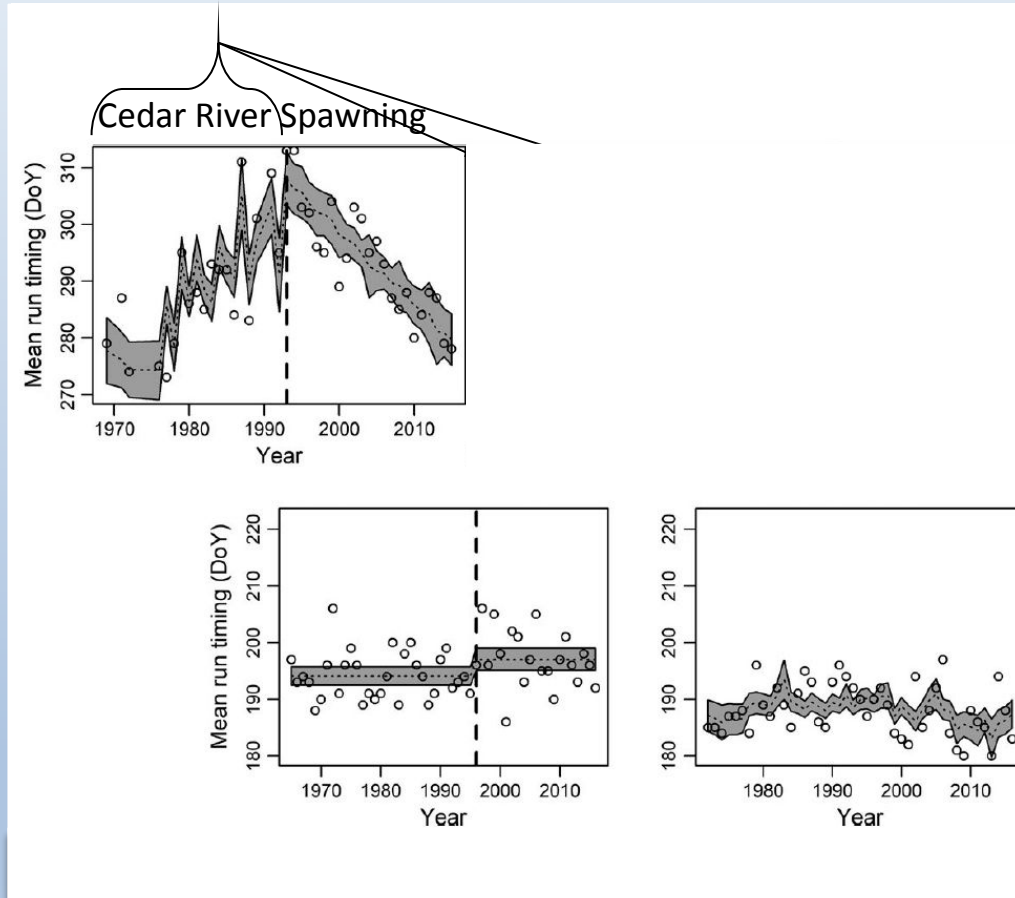 Cedar River Spawning
Mean run timing (DoY)
310
300
290
280
270
1970 1980 1990 2000 2010
Year
Mean run timing (DoY)
220
210
200
190
180
1970 1980 1990 2000 2010
Year
220
210
200
190
180
1980 1990 2000 2010
Year